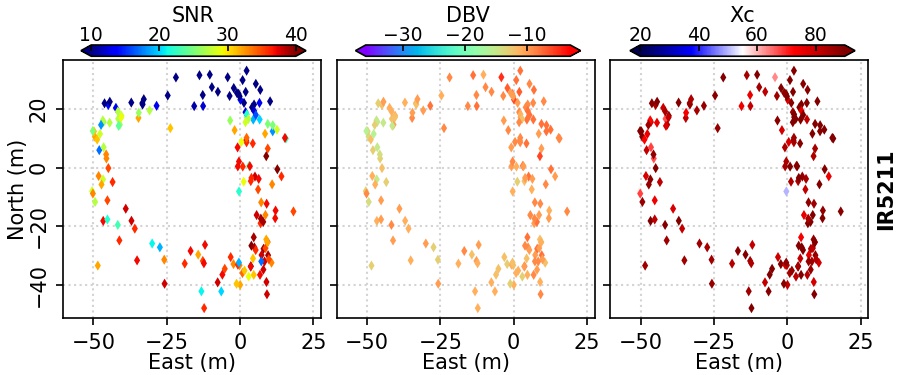 SNR DBV Xc
10 20 30 40 −30 −20 −10 20 40 60 80
North (m)
20
0
−20
−40
−50 −25 0 25 −50 −25 0 25 −50 −25 0 25
East (m) East (m) East (m)
IR5211